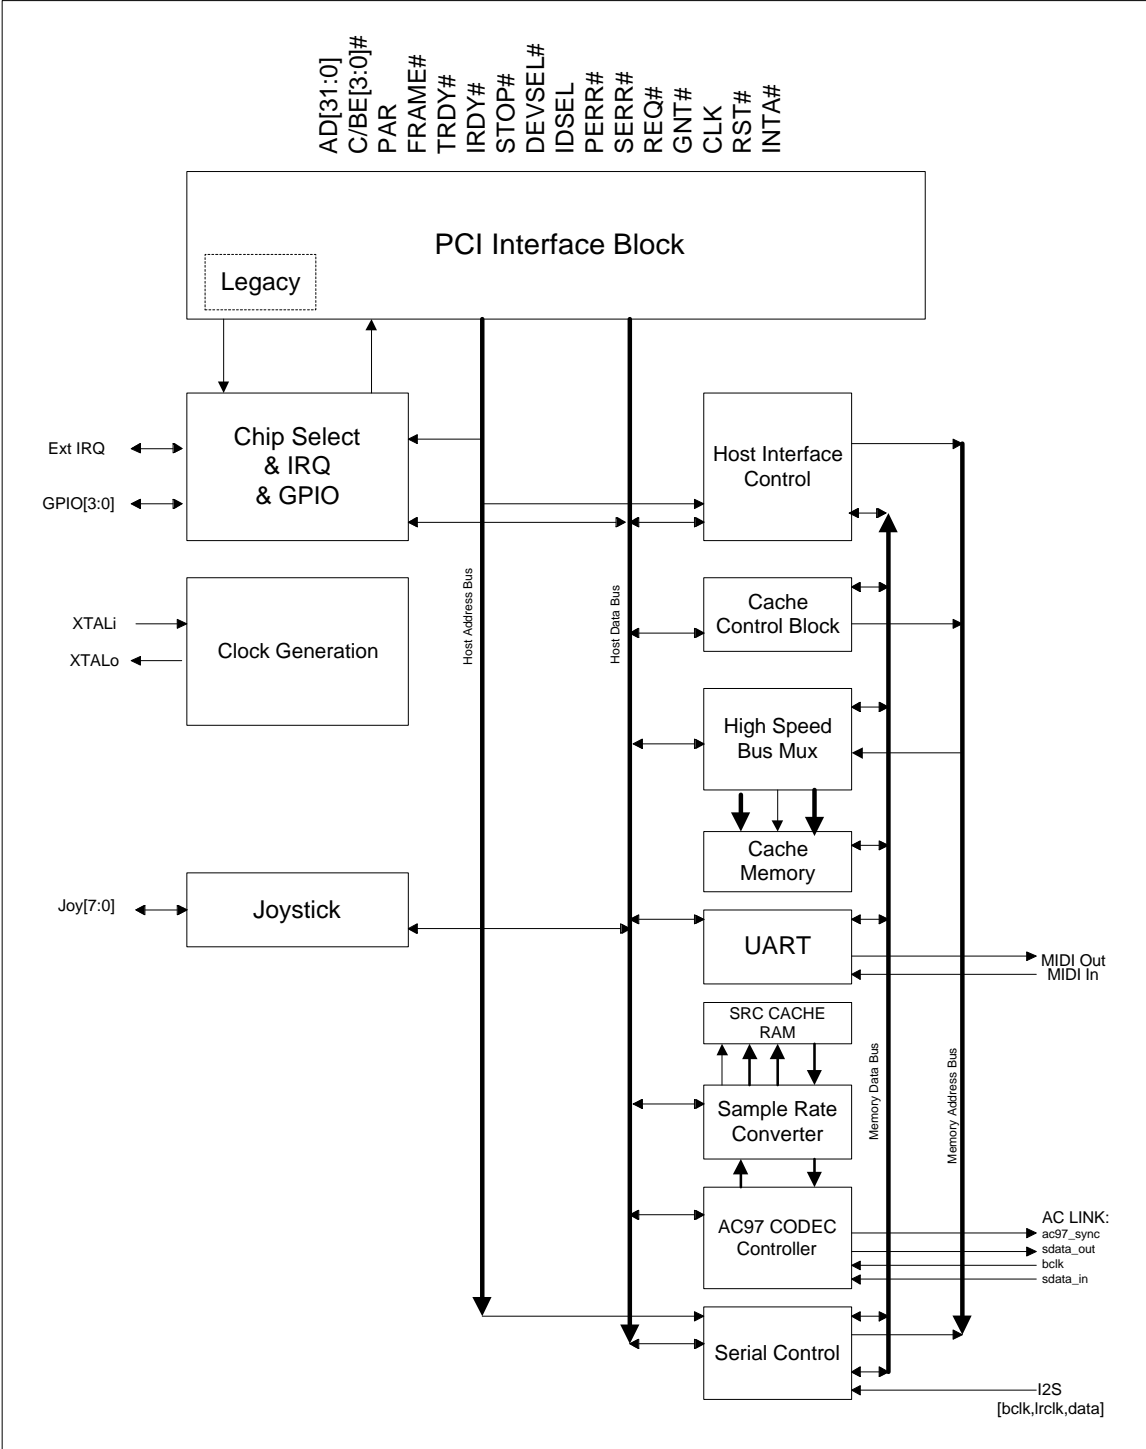 AD[31:0]
C/BE[3:0]#
PAR
FRAME#
TRDY#
IRDY#
STOP#
DEVSEL#
IDSEL
PERR#
SERR#
REQ#
GNT#
CLK
RST#
INTA#
PCI Interface Block
Legacy
Chip Select
& IRQ
& GPIO
Ext IRQ
GPIO[3:0]
Host Interface
Control
XTALi
XTALo
Clock Generation
Host Address Bus
Host Data Bus
Cache
Control Block
High Speed
Bus Mux
Cache
Memory
Joy[7:0]
Joystick
UART
MIDI Out
MIDI In
SRC CACHE
RAM
Sample Rate
Converter
Memory Data Bus
Memory Address Bus
AC97 CODEC
Controller
AC LINK:
ac97_sync
sdata_out
bclk
sdata_in
Serial Control
I2S
[bclk,lrclk,data]